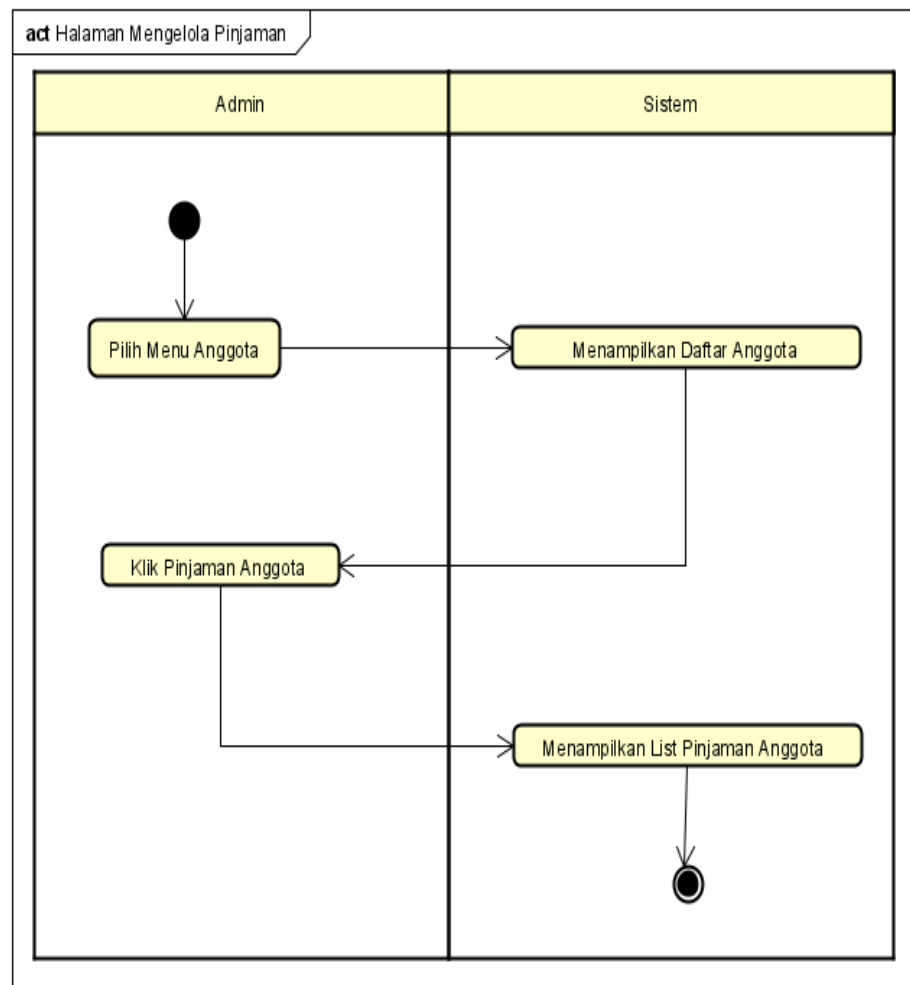 act Halaman Mengelola Pinjaman
Admin
Sistem
Pilih Menu Anggota
Menampilkan Daftar Anggota
Klik Pinjaman Anggota
Menampilkan List Pinjaman Anggota